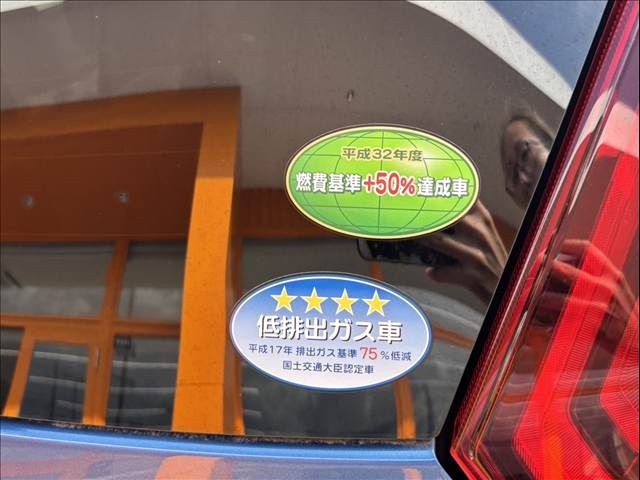 平成32年度
燃費基準+50%達成車
低排出ガス車
平成17年 排出ガス基準 75%低減
国土交通大臣認定車